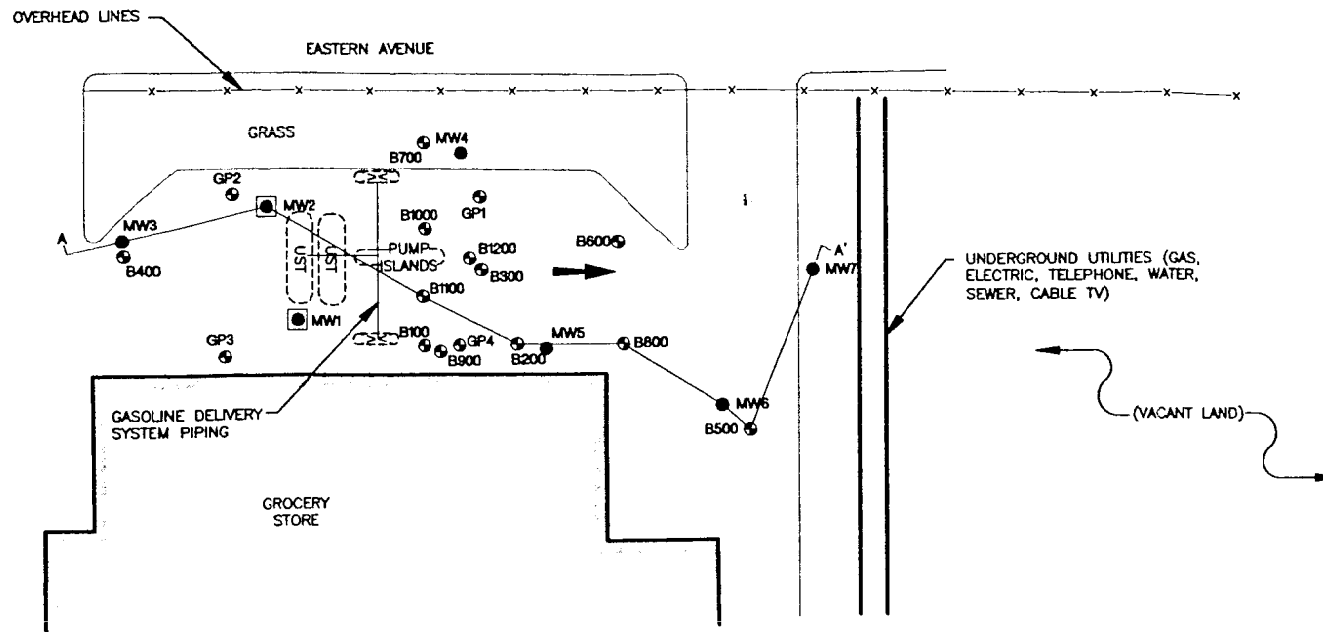 OVERHEAD LINES
EASTERN AVENUE
GRASS
B700
MW4
GP2
GP1
MW2
MW3
A
B400
B1000
B600
B1200
B300
UST
UST
PUMP
ISLANDS
A'
MW7
UNDERGROUND UTILITIES (GAS,
ELECTRIC, TELEPHONE, WATER,
SEWER, CABLE TV)
B1100
MW1
GP3
B100
GP4
B900
B200
MW5
B800
MW6
B500
GASOLINE DELIVERY
SYSTEM PIPING
(VACANT LAND)
GROCERY
STORE